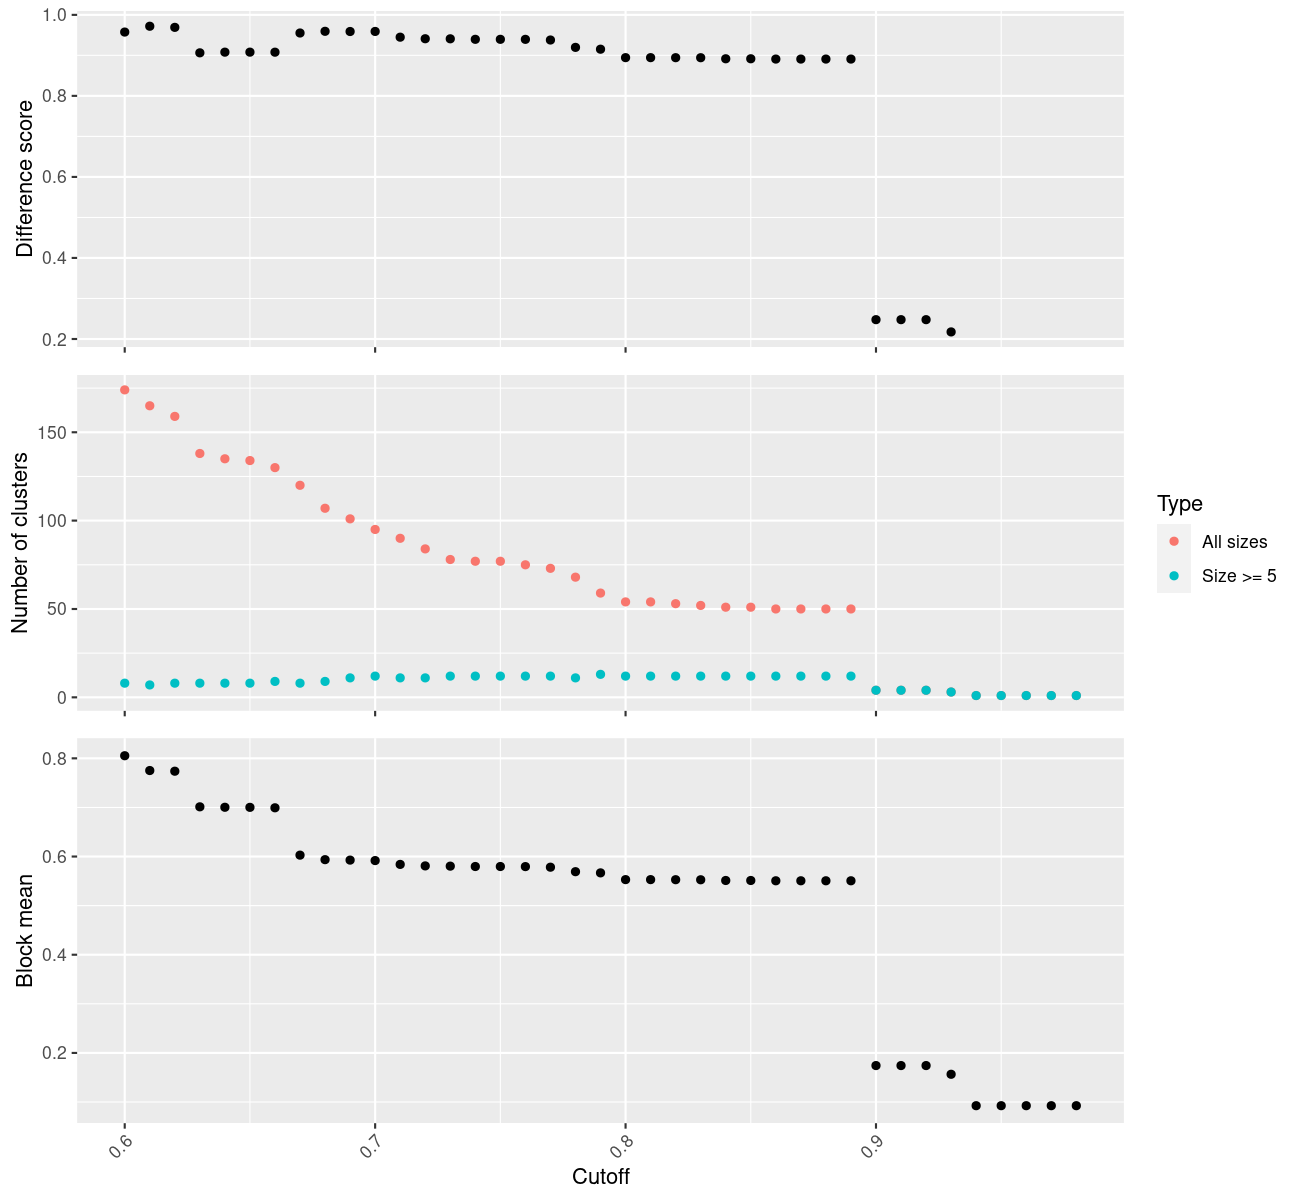 1.0
0.8
0.6
0.4
0.2
Difference score
150
100
50
0
Number of clusters
Type
All sizes
Size >= 5
0.8
0.6
0.4
0.2
Block mean
0.6 0.7 0.8 0.9
Cutoff